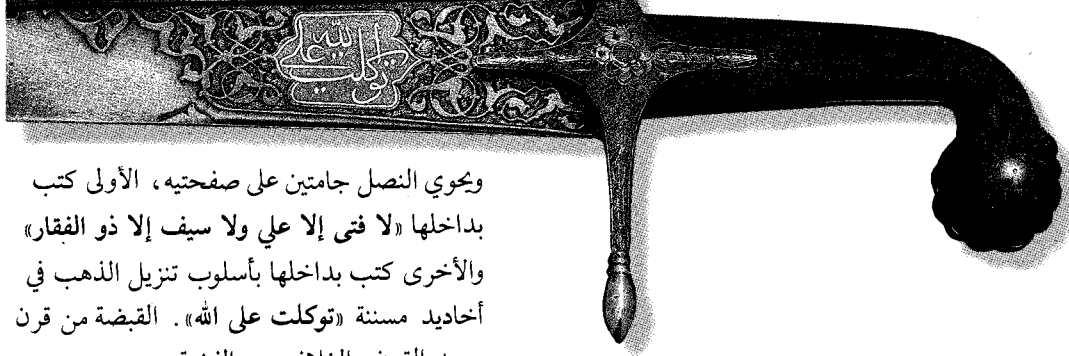 توكلت على الله
ويحوي النصل جامتين على صفحتيه، الأولى كتب
بداخلها «لا فتى إلا علي ولا سيف إلا ذو الفقار»
والأخرى كتب بداخلها بأسلوب تنزيل الذهب في
أخاديد مسننة «توكلت على الله». القبضة من قرن